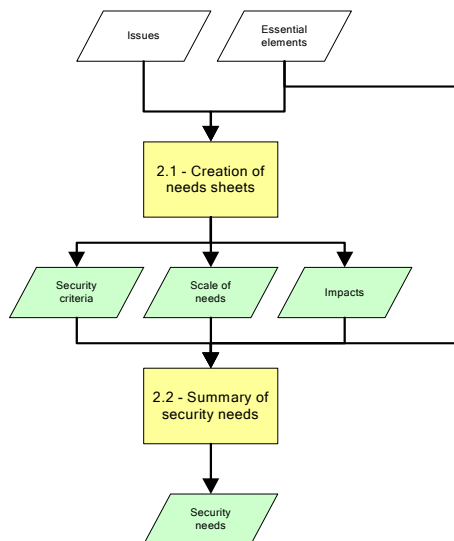 Issues
Essential
elements
2.1 - Creation of
needs sheets
Security
criteria
Scale of
needs
Impacts
2.2 - Summary of
security needs
Security
needs